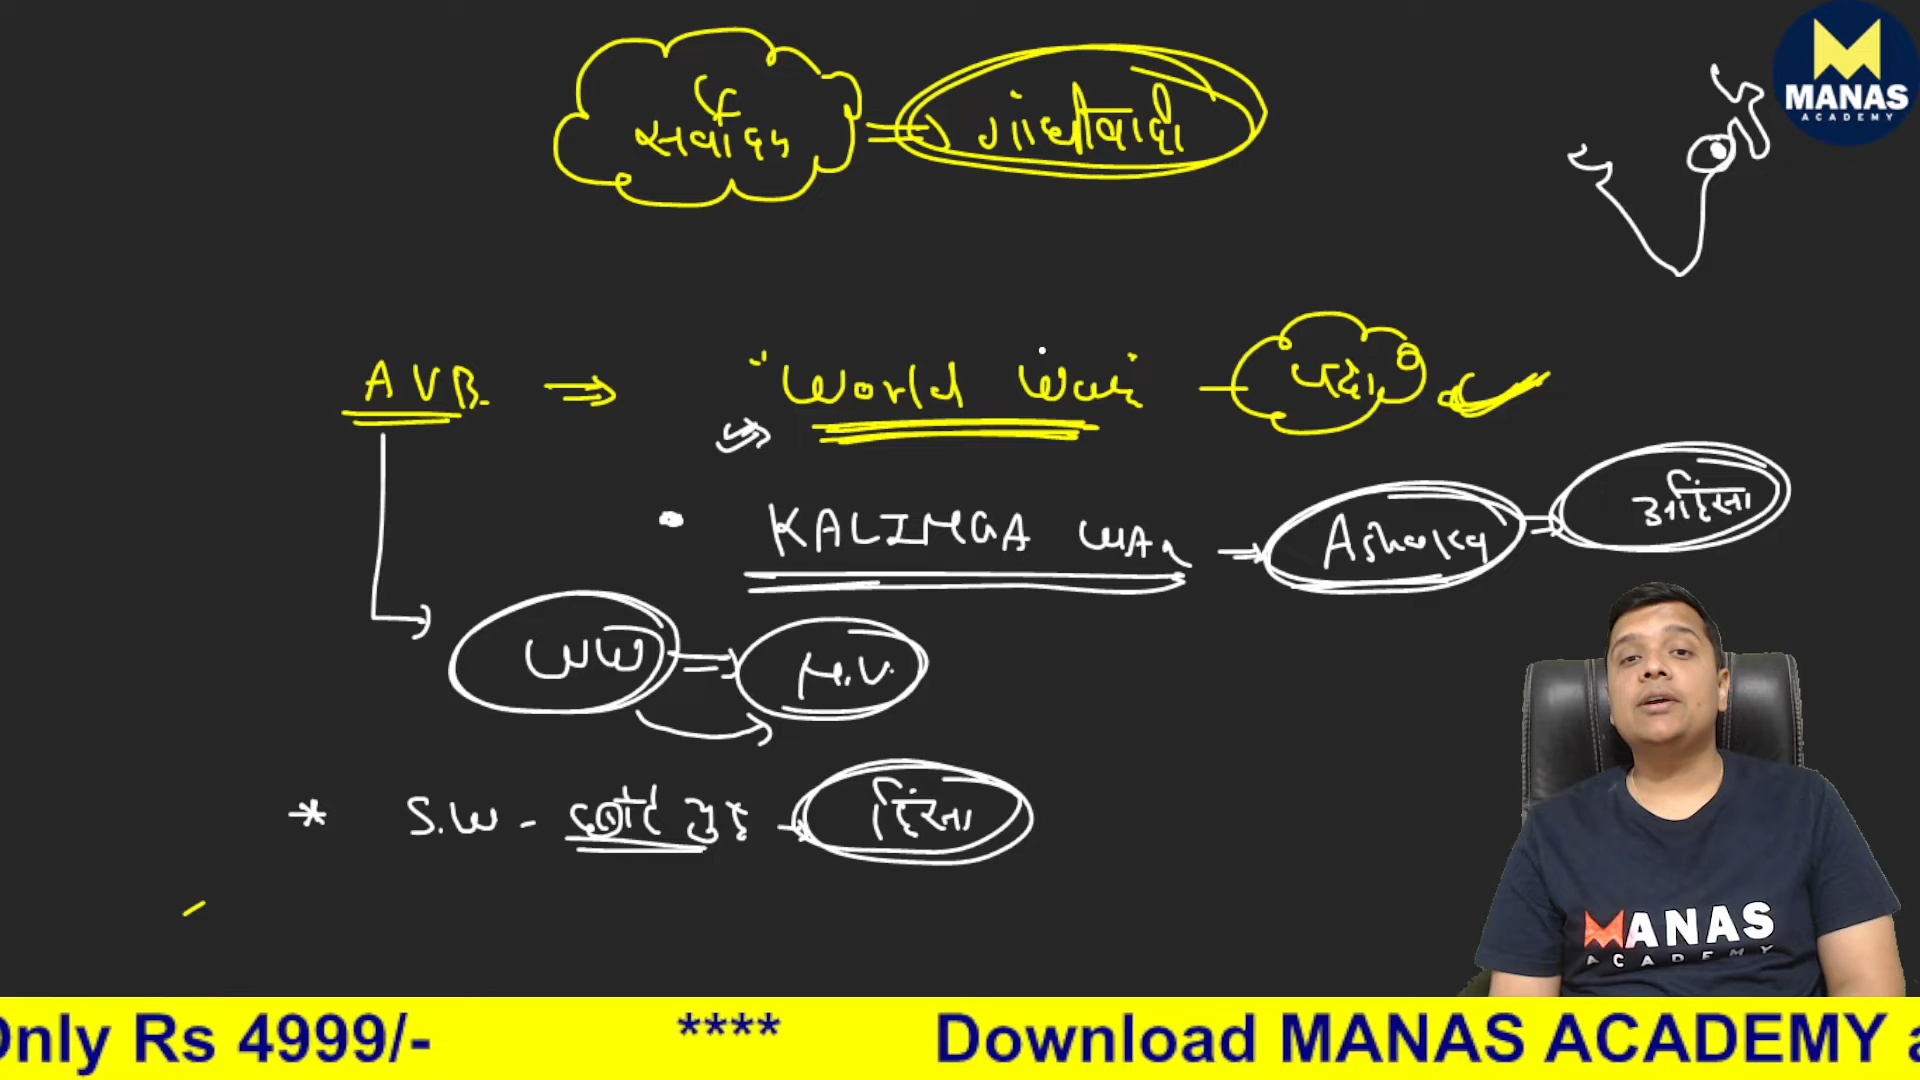 सर्वोदय ⇒ गांधीवादी
MANAS
ACADEMY
AVB. ⇒ "World War" -
• KALINGA WAR → Ashoka ⇒ अहिंसा
WW ⇒ M.V.
* S.W - शीत युद्ध → हिंसा
MANAS
ACADEMY
Only Rs 4999/- **** Download MANAS ACADEMY a